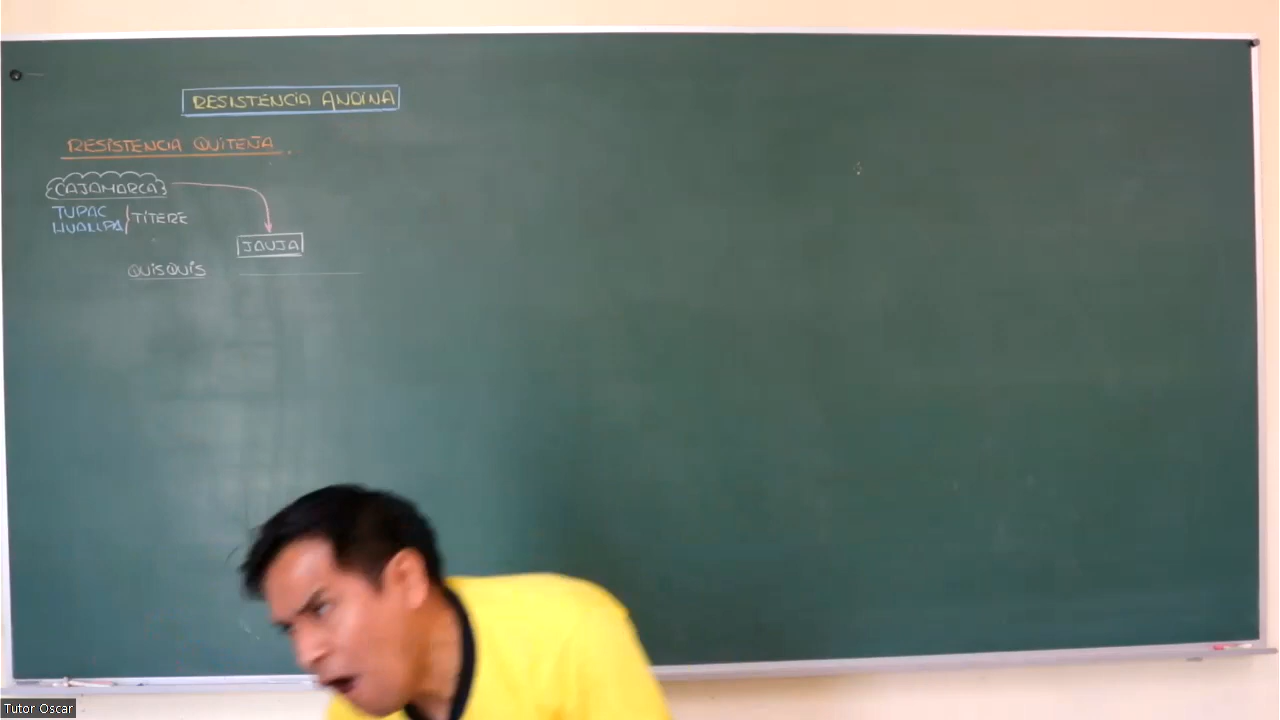 RESISTENCIA ANDINA
RESISTENCIA QUITEÑA
CAJAMARCA
TUPAC
HUALLPA / TITERE
JAUJA
QUISQUIS
Tutor Oscar